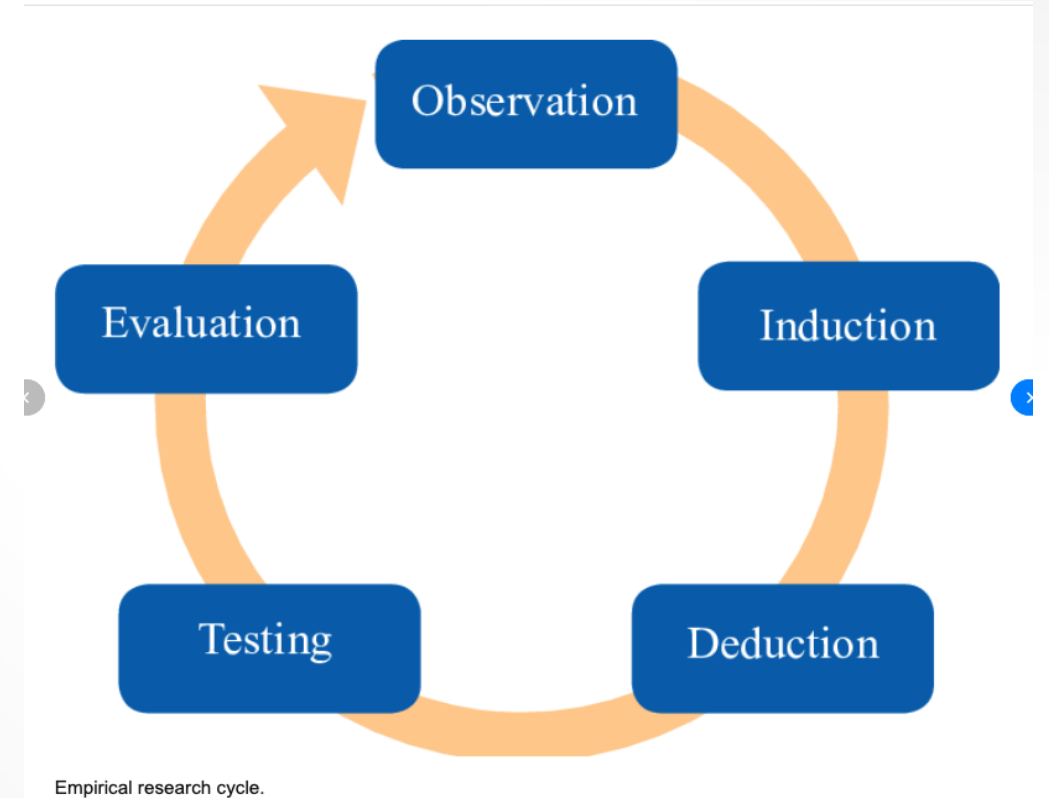 Observation
Induction
Deduction
Testing
Evaluation
Empirical research cycle.